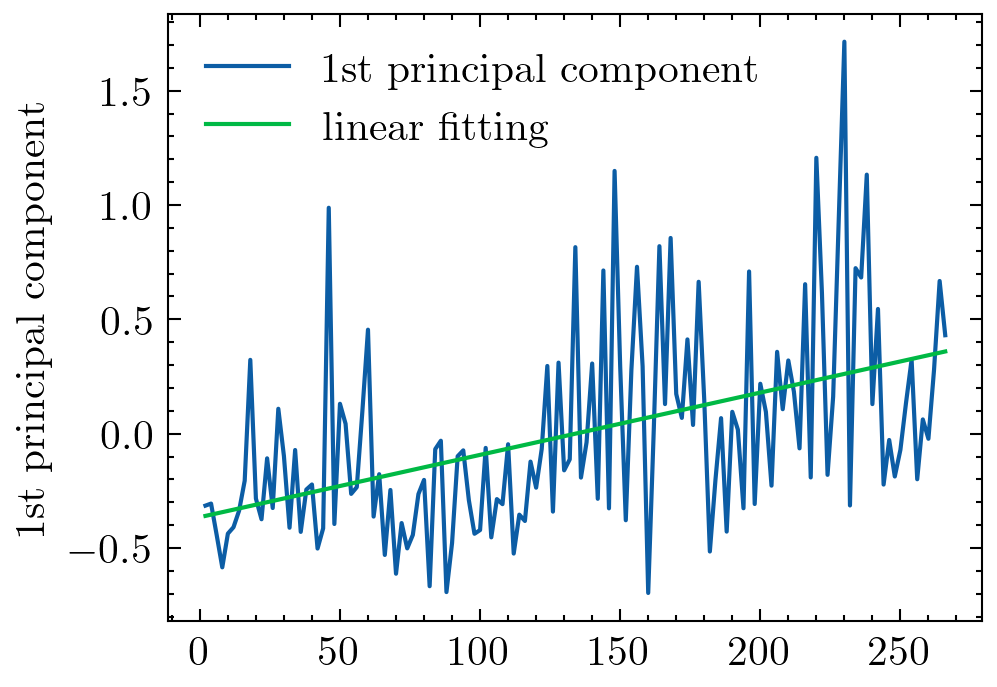 1st principal component
linear fitting
1st principal component
1.5
1.0
0.5
0.0
−0.5
0 50 100 150 200 250